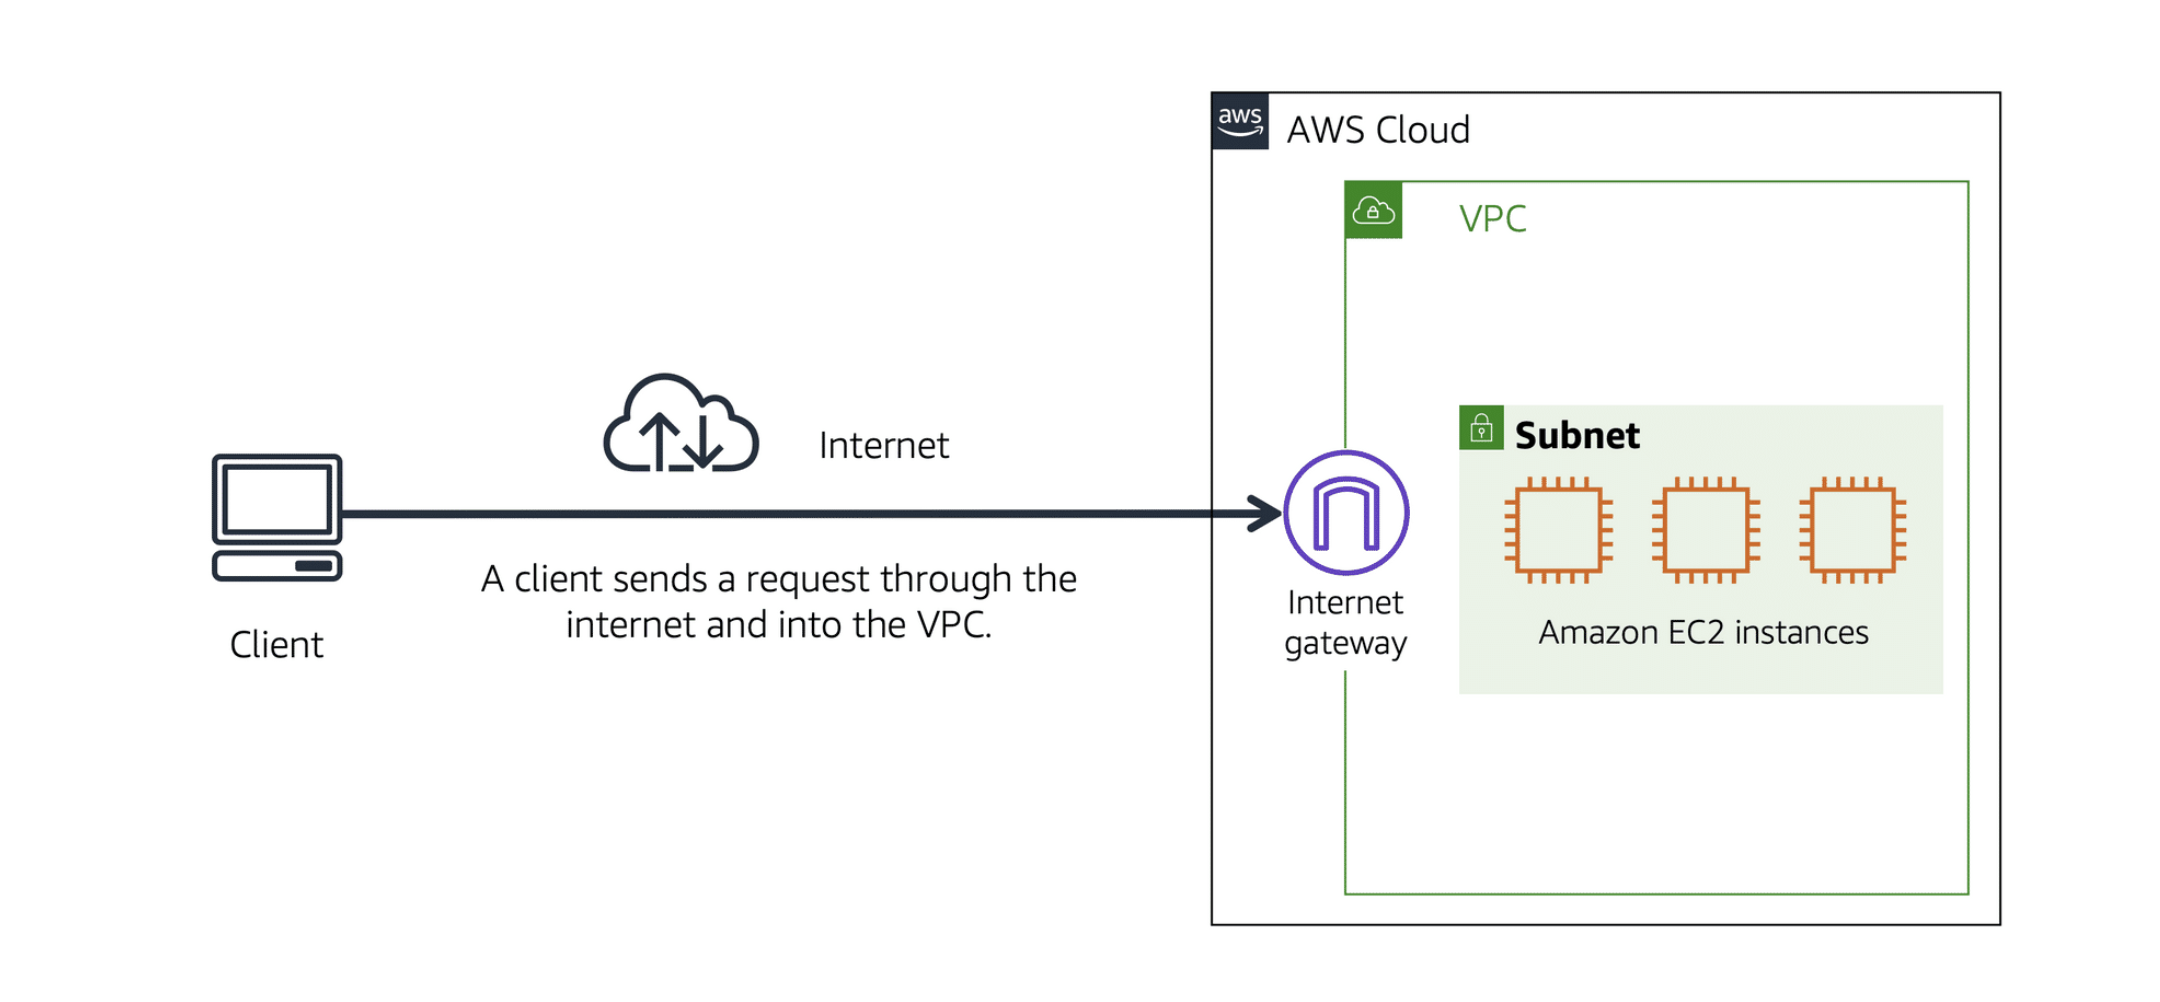 aws
AWS Cloud
VPC
Internet
Subnet
A client sends a request through the
internet and into the VPC.
Client
Internet
gateway
Amazon EC2 instances